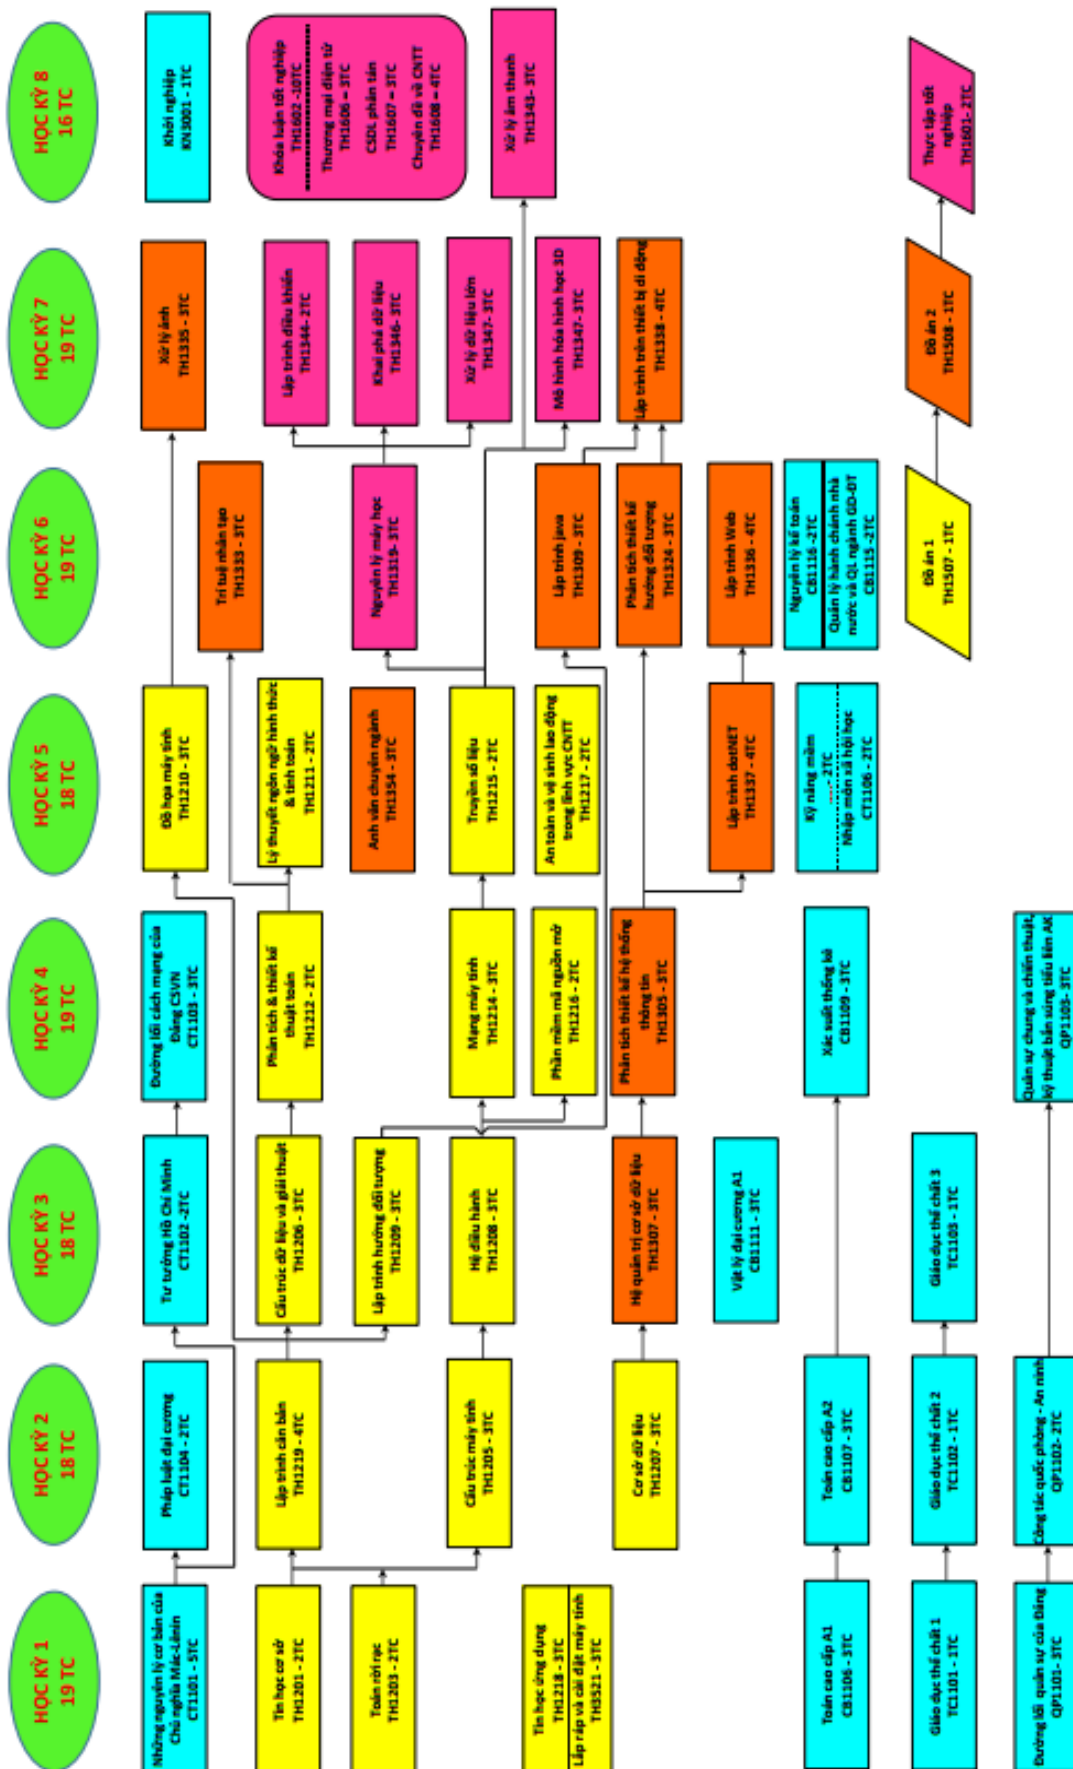 HỌC KỲ 1
19 TC
Những nguyên lý cơ bản của
Chủ nghĩa Mác-Lênin
CT1101 - 5TC
Tin học cơ sở
TH1201 - 2TC
Toán rời rạc
TH1203 - 2TC
Tin học ứng dụng
TH1218 - 3TC
Lắp ráp và cài đặt máy tính
TH3521 - 3TC
Toán cao cấp A1
CB1106 - 3TC
Giáo dục thể chất 1
TC1101 - 1TC
Đường lối quân sự của Đảng
QP1101- 3TC
HỌC KỲ 2
18 TC
Pháp luật đại cương
CT1104 - 2TC
Lập trình căn bản
TH1219 - 4TC
Cấu trúc máy tính
TH1205 - 3TC
Cơ sở dữ liệu
TH1207 - 3TC
Toán cao cấp A2
CB1107 - 3TC
Giáo dục thể chất 2
TC1102 - 1TC
Công tác quốc phòng - An ninh
QP1102- 2TC
HỌC KỲ 3
18 TC
Tư tưởng Hồ Chí Minh
CT1102 -2TC
Cấu trúc dữ liệu và giải thuật
TH1206 - 3TC
Lập trình hướng đối tượng
TH1209 - 3TC
Hệ điều hành
TH1208 - 3TC
Hệ quản trị cơ sở dữ liệu
TH1307 - 3TC
Vật lý đại cương A1
CB1111 - 3TC
Giáo dục thể chất 3
TC1103 - 1TC
HỌC KỲ 4
19 TC
Đường lối cách mạng của
Đảng CSVN
CT1103 - 3TC
Phân tích & thiết kế
thuật toán
TH1212 - 2TC
Mạng máy tính
TH1214 - 3TC
Phần mềm mã nguồn mở
TH1216 - 2TC
Phân tích thiết kế hệ thống
thông tin
TH1305 - 3TC
Xác suất thống kê
CB1109 - 3TC
Quân sự chung và chiến thuật,
kỹ thuật bắn súng tiểu liên AK
QP1103- 3TC
HỌC KỲ 5
18 TC
Đồ họa máy tính
TH1210 - 3TC
Lý thuyết ngôn ngữ hình thức
& tính toán
TH1211 - 2TC
Anh văn chuyên ngành
TH1354 - 3TC
Truyền số liệu
TH1215 - 2TC
An toàn và vệ sinh lao động
trong lĩnh vực CNTT
TH1217 - 2TC
Lập trình dotNET
TH1337 - 4TC
Kỹ năng mềm
... - 2TC
Nhập môn xã hội học
CT1106 - 2TC
HỌC KỲ 6
19 TC
Trí tuệ nhân tạo
TH1333 - 3TC
Nguyên lý máy học
TH1319- 3TC
Lập trình java
TH1309 - 3TC
Phân tích thiết kế
hướng đối tượng
TH1324 - 3TC
Lập trình Web
TH1336 - 4TC
Nguyên lý kế toán
CB1116 -2TC
Quản lý hành chánh nhà
nước và QL ngành GD-ĐT
CB1115 -2TC
Đồ án 1
TH1507 - 1TC
HỌC KỲ 7
19 TC
Xử lý ảnh
TH1335 - 3TC
Lập trình điều khiển
TH1344 - 2TC
Khai phá dữ liệu
TH1346- 3TC
Xử lý dữ liệu lớn
TH1347- 3TC
Mô hình hóa hình học 3D
TH1347- 3TC
Lập trình trên thiết bị di động
TH1338 - 4TC
Đồ án 2
TH1508 - 1TC
HỌC KỲ 8
16 TC
Khởi nghiệp
KN3001 - 1TC
Khóa luận tốt nghiệp
TH1602 -10TC
Thương mại điện tử
TH1606 – 3TC
CSDL phân tán
TH1607 – 3TC
Chuyên đề về CNTT
TH1608 – 4TC
Xử lý âm thanh
TH1343- 3TC
Thực tập tốt
nghiệp
TH1601- 2TC